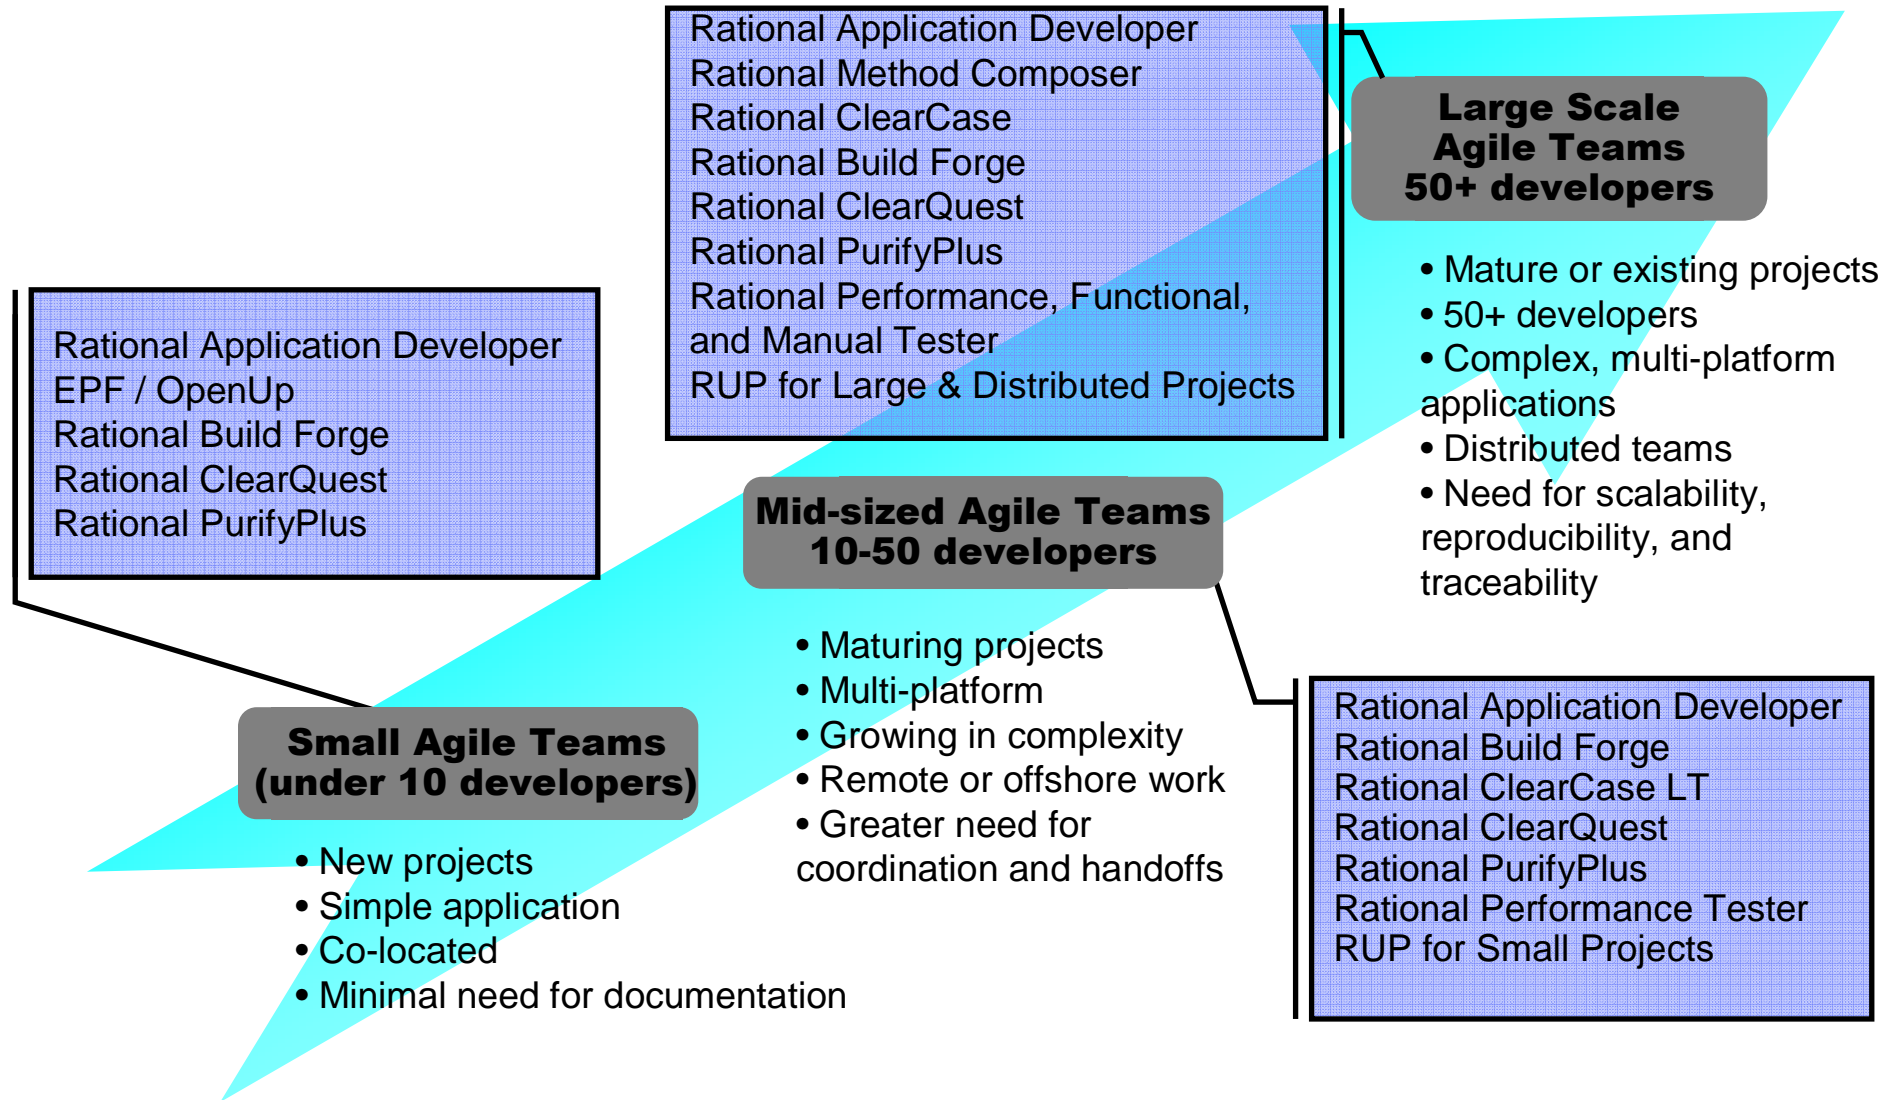 Rational Application Developer
Rational Method Composer
Rational ClearCase
Rational Build Forge
Rational ClearQuest
Rational PurifyPlus
Rational Performance, Functional,
and Manual Tester
RUP for Large & Distributed Projects
Large Scale
Agile Teams
50+ developers
• Mature or existing projects
• 50+ developers
• Complex, multi-platform
applications
• Distributed teams
• Need for scalability,
reproducibility, and
traceability
Rational Application Developer
EPF / OpenUp
Rational Build Forge
Rational ClearQuest
Rational PurifyPlus
Mid-sized Agile Teams
10-50 developers
• Maturing projects
• Multi-platform
• Growing in complexity
• Remote or offshore work
• Greater need for
coordination and handoffs
Rational Application Developer
Rational Build Forge
Rational ClearCase LT
Rational ClearQuest
Rational PurifyPlus
Rational Performance Tester
RUP for Small Projects
Small Agile Teams
(under 10 developers)
• New projects
• Simple application
• Co-located
• Minimal need for documentation